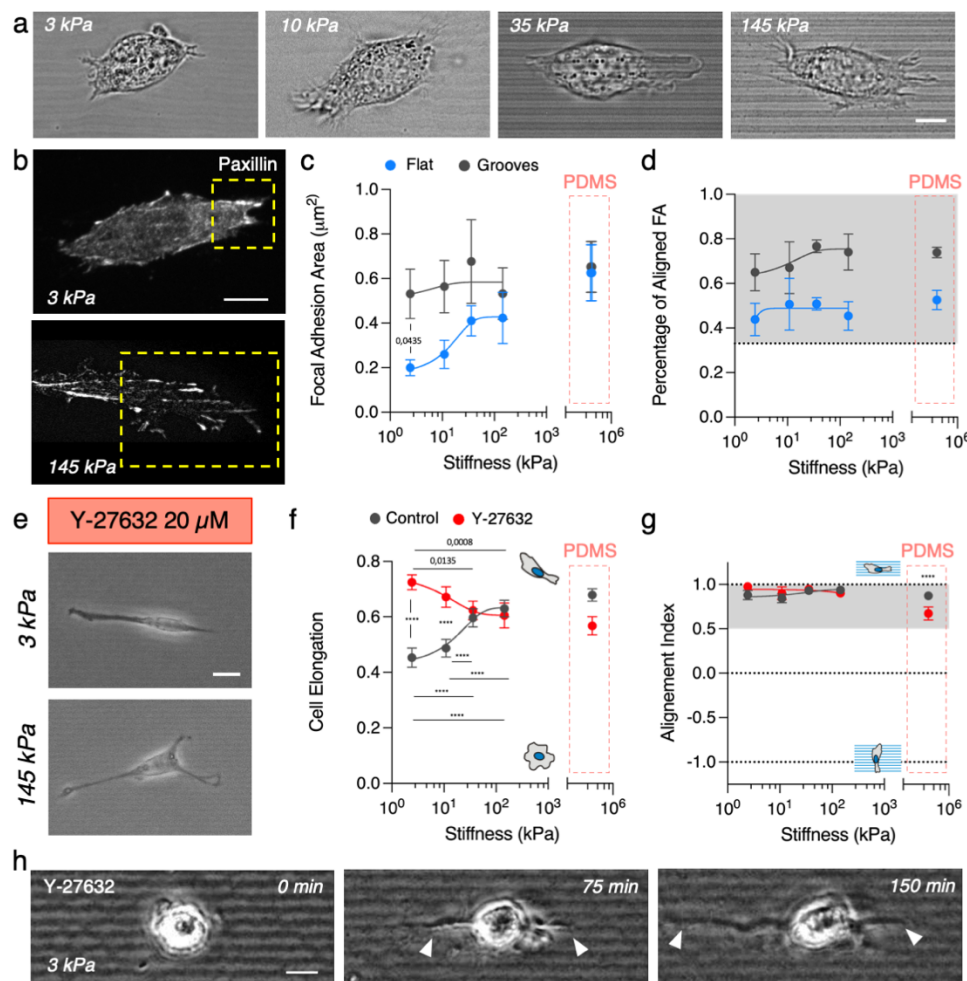 a
3 kPa
10 kPa
35 kPa
145 kPa
b
Paxillin
3 kPa
145 kPa
c
Flat
Grooves
PDMS
Focal Adhesion Area (µm²)
1.0
0.8
0.6
0.4
0.2
0.0
0,0435
10⁰
10¹
10²
10³
10⁶
Stiffness (kPa)
d
PDMS
Percentage of Aligned FA
1.0
0.8
0.6
0.4
0.2
0.0
10⁰
10¹
10²
10³
10⁶
Stiffness (kPa)
e
Y-27632 20 µM
3 kPa
145 kPa
f
Control
Y-27632
PDMS
Cell Elongation
0.8
0.6
0.4
0.2
0.0
0,0008
0,0135
****
****
****
****
****
****
10⁰
10¹
10²
10³
10⁶
Stiffness (kPa)
g
PDMS
Alignement Index
1.0
0.5
0.0
-0.5
-1.0
****
10⁰
10¹
10²
10³
10⁶
Stiffness (kPa)
h
Y-27632
0 min
3 kPa
75 min
150 min